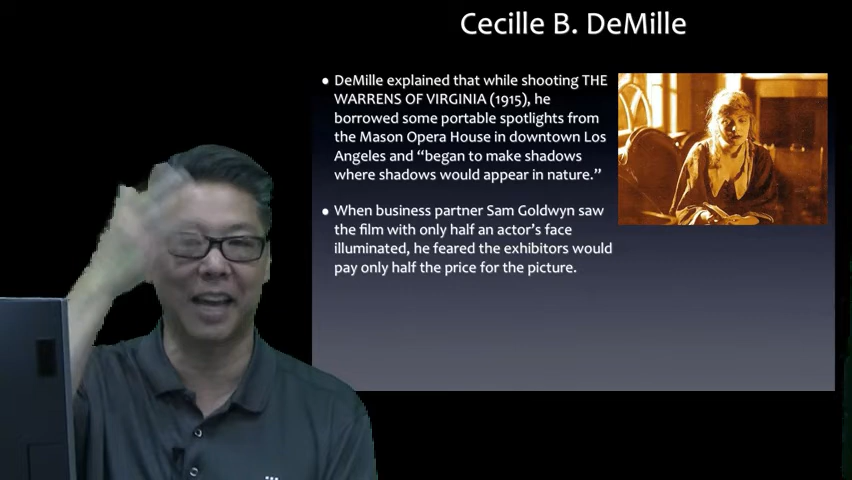 Cecille B. DeMille
• DeMille explained that while shooting THE
WARRENS OF VIRGINIA (1915), he
borrowed some portable spotlights from
the Mason Opera House in downtown Los
Angeles and “began to make shadows
where shadows would appear in nature.”
• When business partner Sam Goldwyn saw
the film with only half an actor’s face
illuminated, he feared the exhibitors would
pay only half the price for the picture.